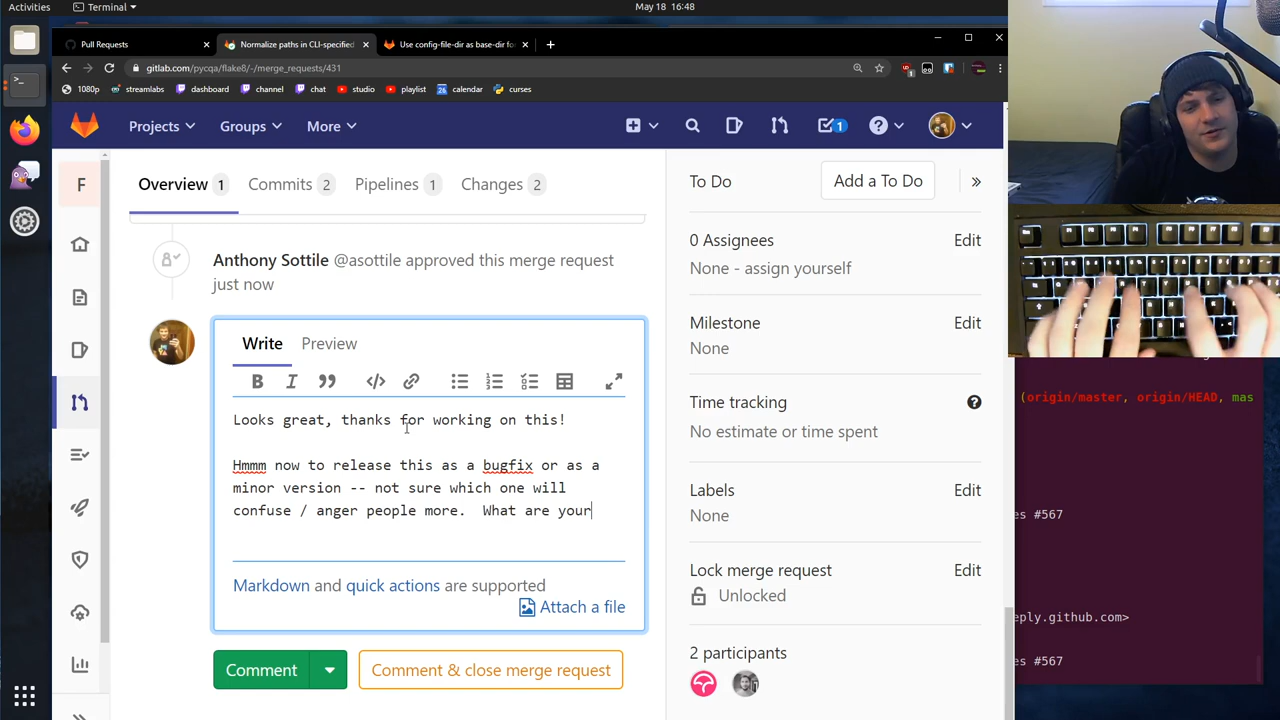 Activities
Terminal
May 18 16:48
Pull Requests
Normalize paths in CLI-specified
Use config-file-dir as base-dir for
gitlab.com/pycqa/flake8/-/merge_requests/431
1080p
streamlabs
dashboard
channel
chat
studio
playlist
26
calendar
curses
Projects
Groups
More
1
F
Overview 1
Commits 2
Pipelines 1
Changes 2
To Do
Add a To Do
Anthony Sottile @asottile approved this merge request
just now
Write
Preview
Looks great, thanks for working on this!
Hmmm now to release this as a bugfix or as a
minor version -- not sure which one will
confuse / anger people more. What are your
Markdown and quick actions are supported
Attach a file
Comment
Comment & close merge request
0 Assignees
Edit
None - assign yourself
Milestone
Edit
None
Time tracking
No estimate or time spent
Labels
Edit
None
Lock merge request
Edit
Unlocked
2 participants
(origin/master, origin/HEAD, mas
es #567
eply.github.com>
es #567